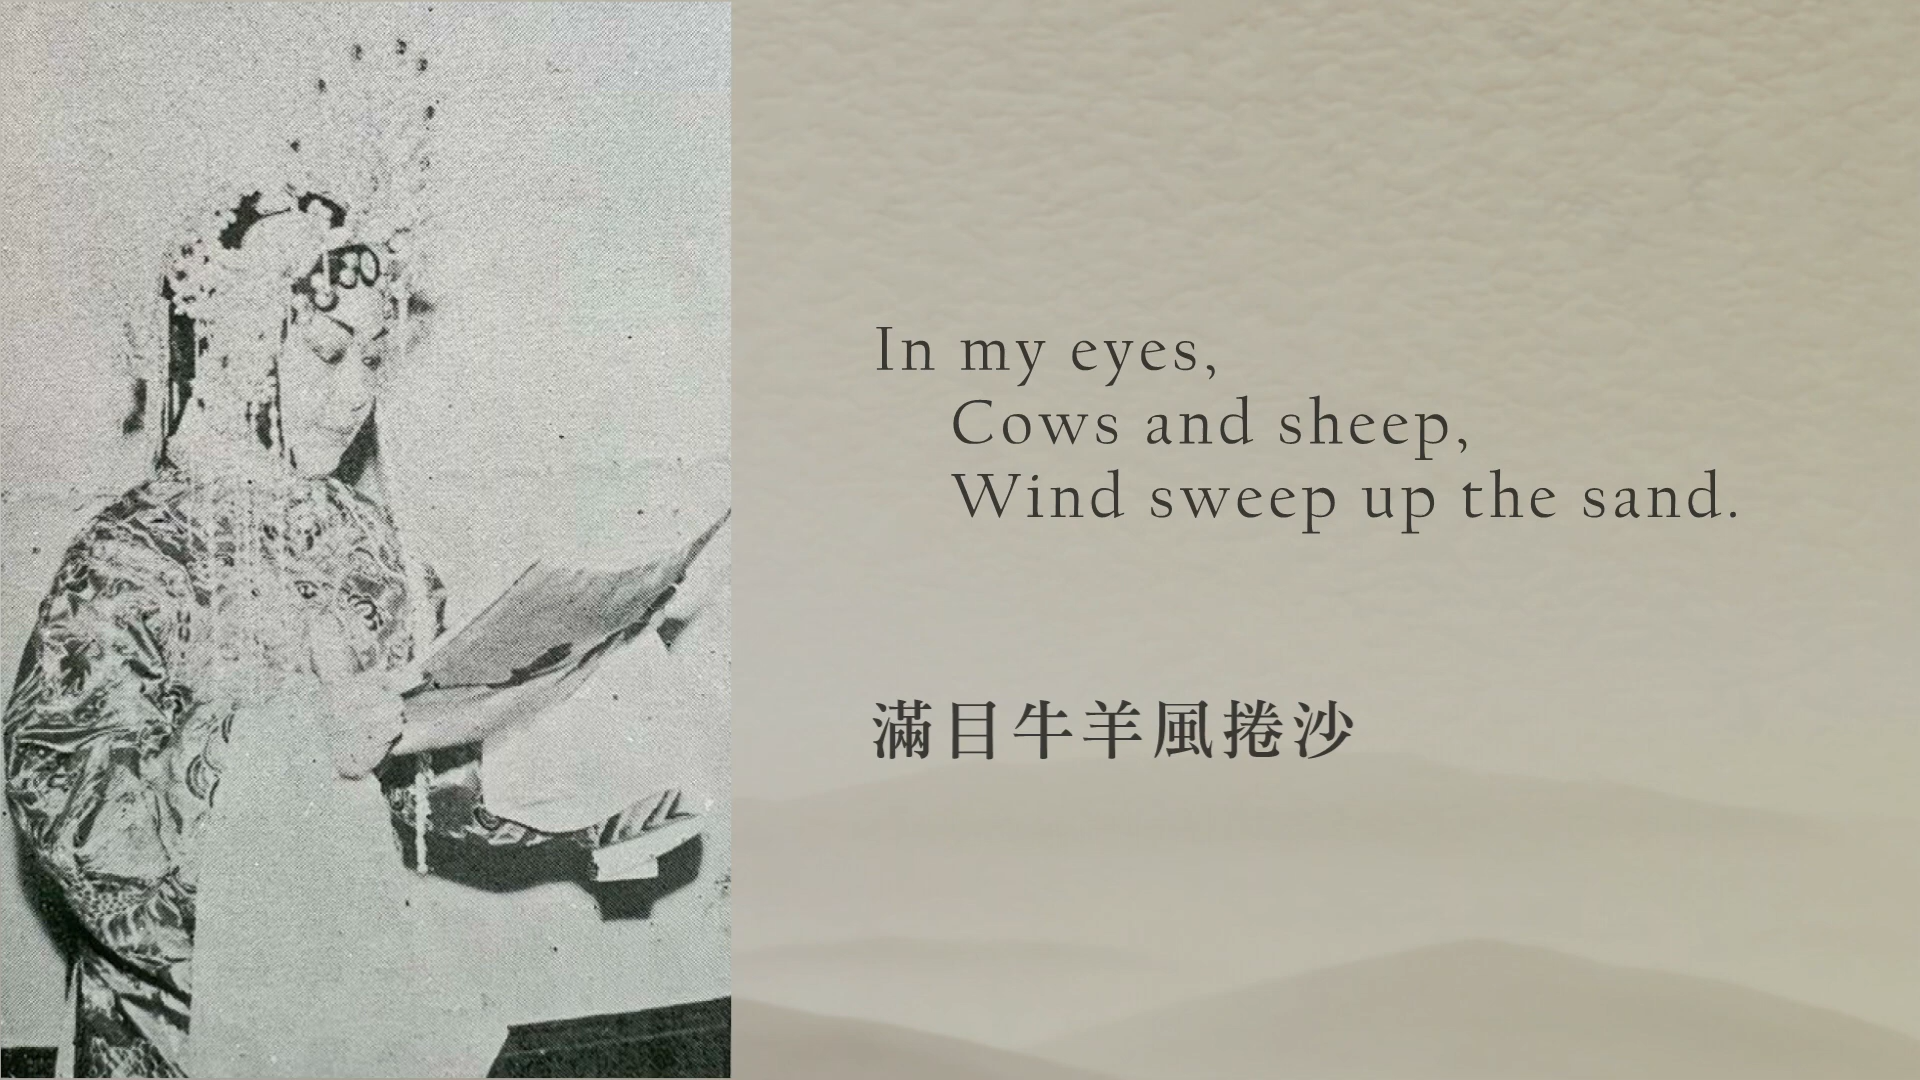 In my eyes,
Cows and sheep,
Wind sweep up the sand.
滿目牛羊風捲沙